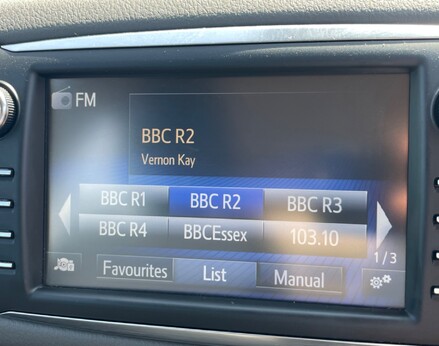 FM
BBC R2
Vernon Kay
BBC R1 BBC R2 BBC R3
BBC R4 BBCEssex 103.10
1/3
Favourites List Manual